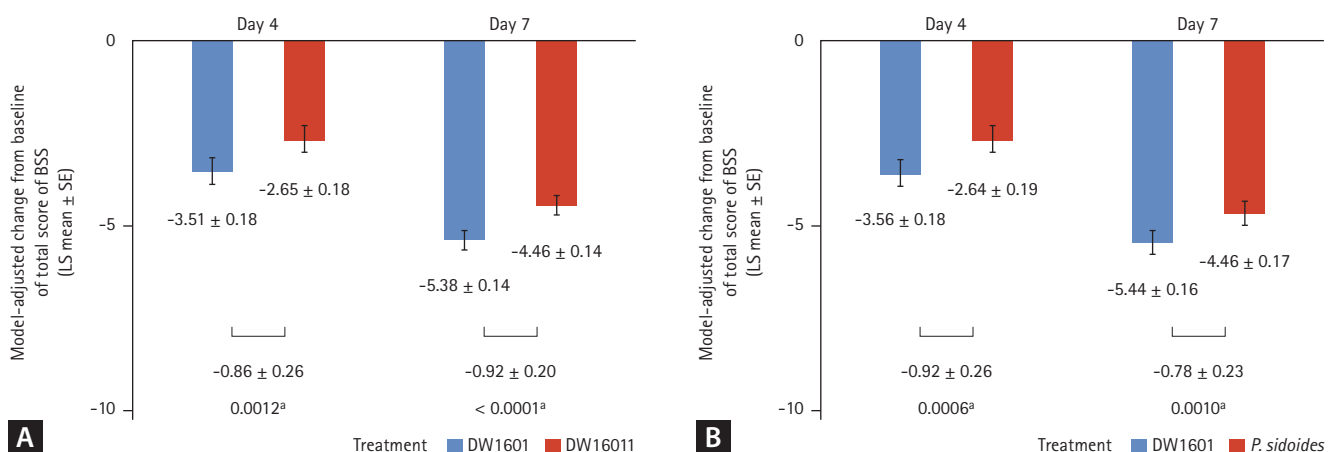 Day 4
Day 7
0
-5
-10
Model-adjusted change from baseline
of total score of BSS
(LS mean ± SE)
-3.51 ± 0.18
-2.65 ± 0.18
-5.38 ± 0.14
-4.46 ± 0.14
-0.86 ± 0.26
-0.92 ± 0.20
0.0012ᵃ
< 0.0001ᵃ
A
Treatment DW1601 DW16011
Day 4
Day 7
0
-5
-10
Model-adjusted change from baseline
of total score of BSS
(LS mean ± SE)
-3.56 ± 0.18
-2.64 ± 0.19
-5.44 ± 0.16
-4.46 ± 0.17
-0.92 ± 0.26
-0.78 ± 0.23
0.0006ᵃ
0.0010ᵃ
B
Treatment DW1601 P. sidoides